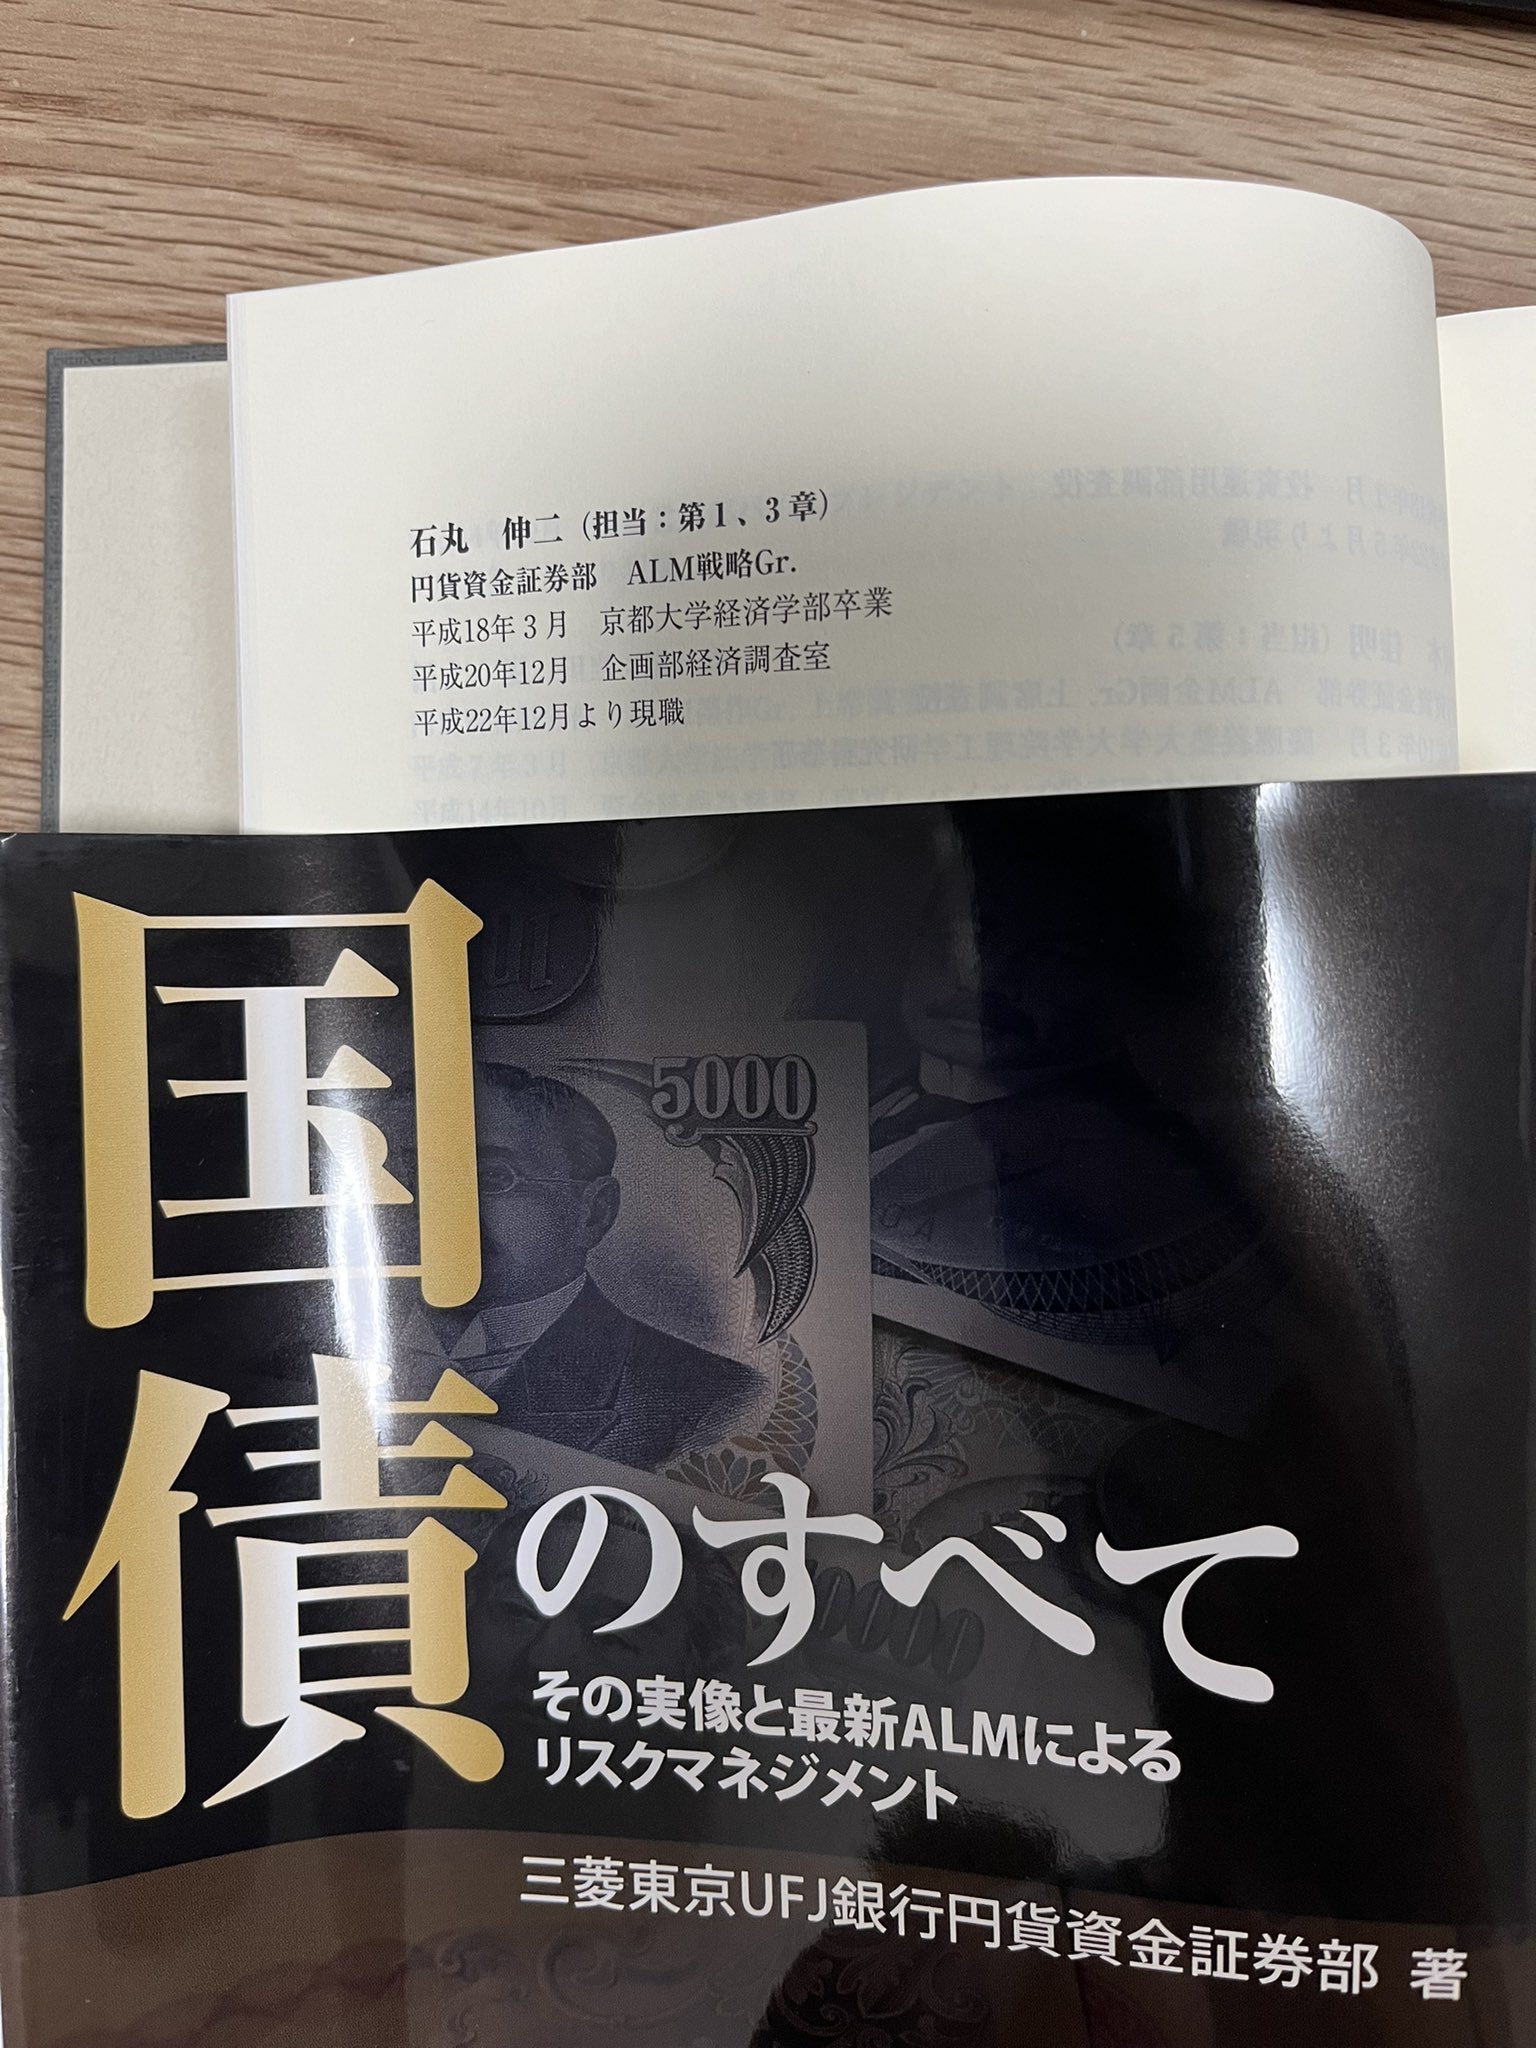 石丸　伸二（担当：第１、３章）
円貨資金証券部　ALM戦略Gr.
平成18年３月　京都大学経済学部卒業
平成20年12月　企画部経済調査室
平成22年12月より現職
5000
国債のすべて
その実像と最新ALMによる
リスクマネジメント
三菱東京UFJ銀行円貨資金証券部 著